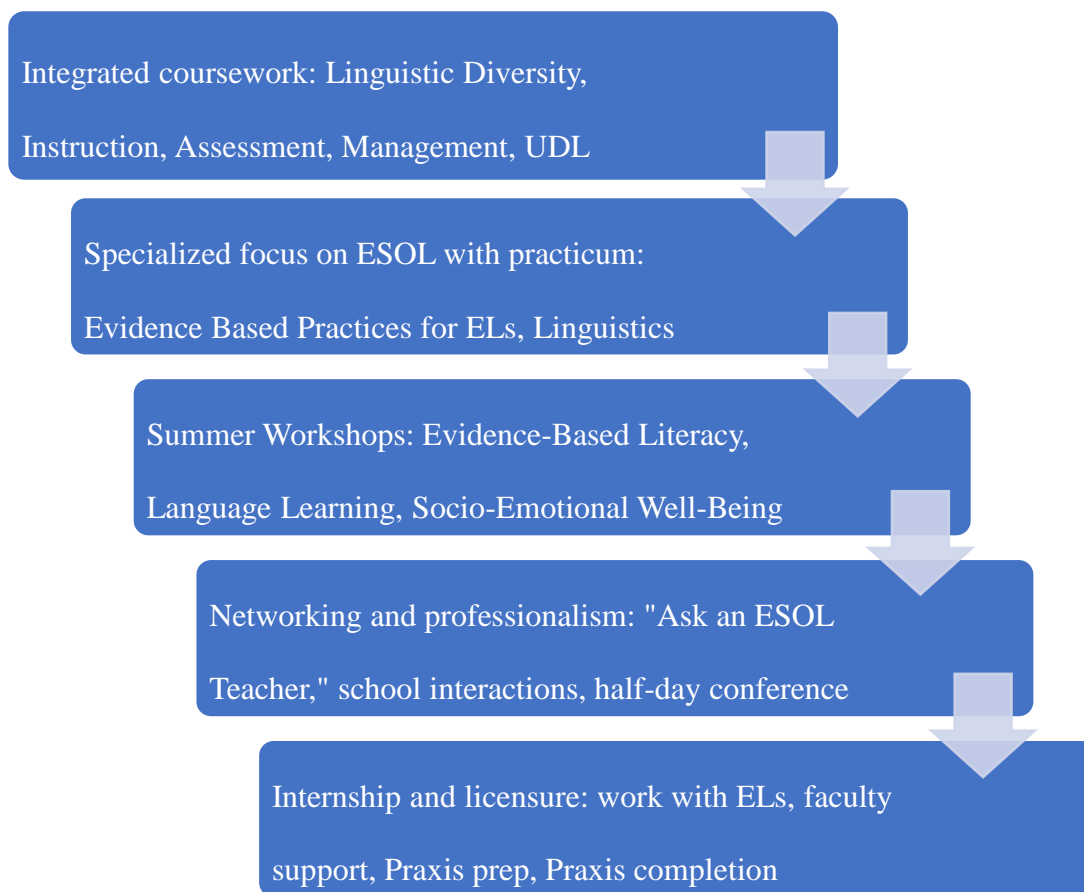 Integrated coursework: Linguistic Diversity,
Instruction, Assessment, Management, UDL
Specialized focus on ESOL with practicum:
Evidence Based Practices for ELs, Linguistics
Summer Workshops: Evidence-Based Literacy,
Language Learning, Socio-Emotional Well-Being
Networking and professionalism: "Ask an ESOL
Teacher," school interactions, half-day conference
Internship and licensure: work with ELs, faculty
support, Praxis prep, Praxis completion